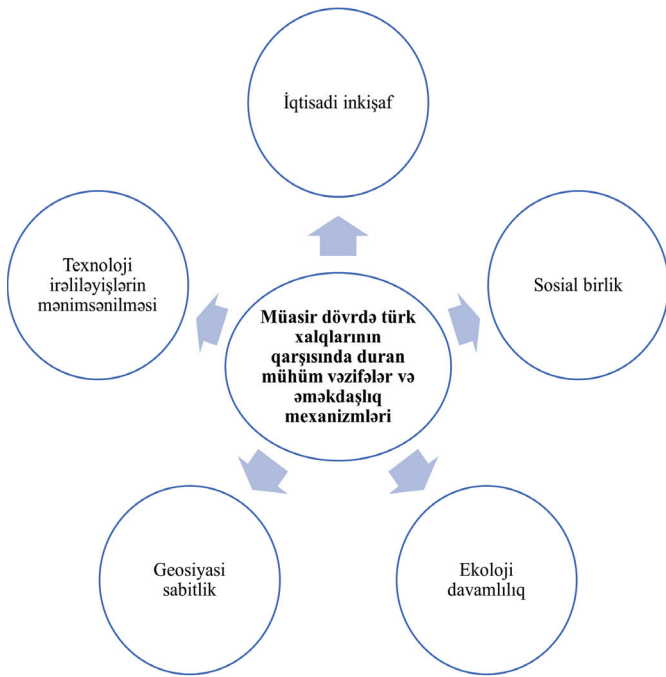 İqtisadi inkişaf
Texnoloji
irəliləyişlərin
mənimsənilməsi
Sosial birlik
Müasir dövrdə türk
xalqlarının
qarşısında duran
mühüm vəzifələr və
əməkdaşlıq
mexanizmləri
Geosiyasi
sabitlik
Ekoloji
davamlılıq